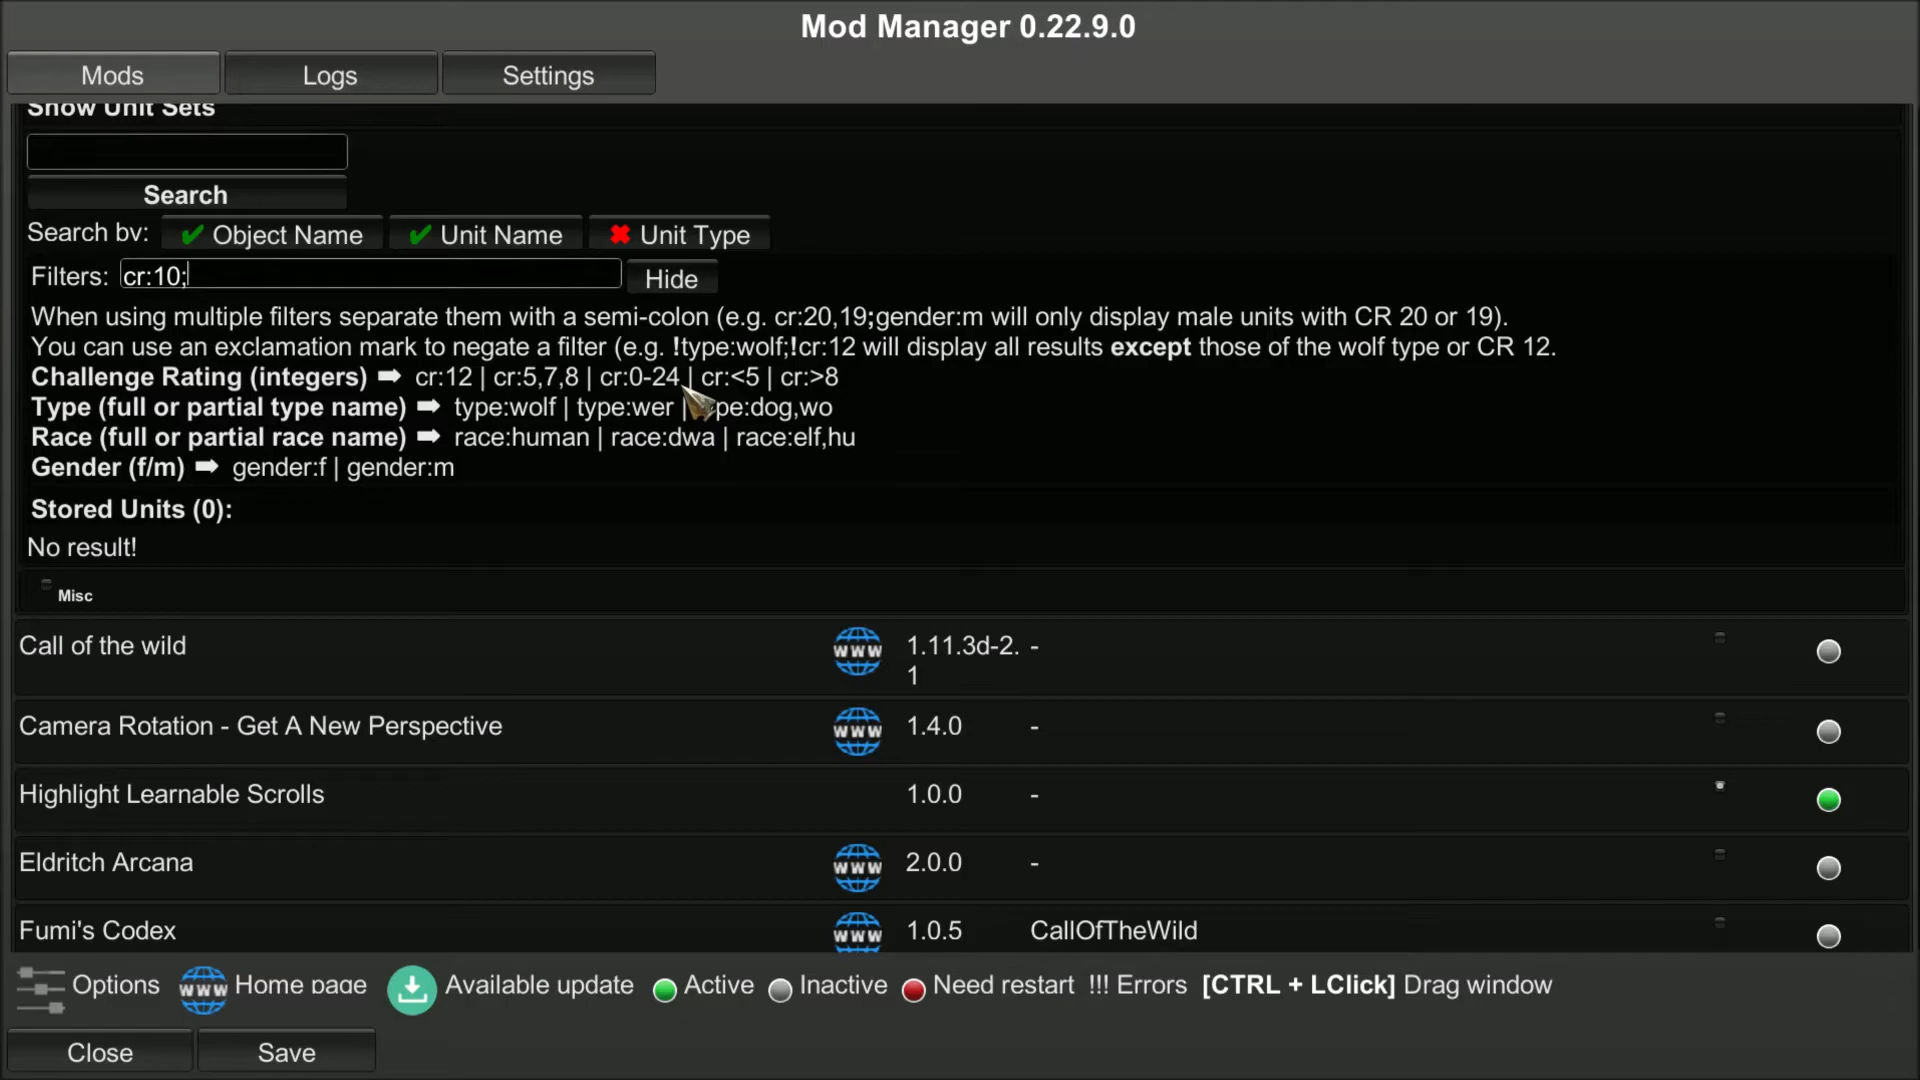 Mod Manager 0.22.9.0
Mods Logs Settings
Show Unit Sets
Search
Search by: ✔ Object Name ✔ Unit Name ✖ Unit Type
Filters: cr:10; Hide
When using multiple filters separate them with a semi-colon (e.g. cr:20,19;gender:m will only display male units with CR 20 or 19).
You can use an exclamation mark to negate a filter (e.g. !type:wolf;!cr:12 will display all results except those of the wolf type or CR 12.
Challenge Rating (integers) ➡ cr:12 | cr:5,7,8 | cr:0-24 | cr:<5 | cr:>8
Type (full or partial type name) ➡ type:wolf | type:wer | type:dog,wo
Race (full or partial race name) ➡ race:human | race:dwa | race:elf,hu
Gender (f/m) ➡ gender:f | gender:m
Stored Units (0):
No result!
Misc
Call of the wild WWW 1.11.3d-2. -
1
Camera Rotation - Get A New Perspective WWW 1.4.0 -
Highlight Learnable Scrolls 1.0.0 -
Eldritch Arcana WWW 2.0.0 -
Fumi's Codex WWW 1.0.5 CallOfTheWild
Options WWW Home page Available update Active Inactive Need restart !!! Errors [CTRL + LClick] Drag window
Close Save